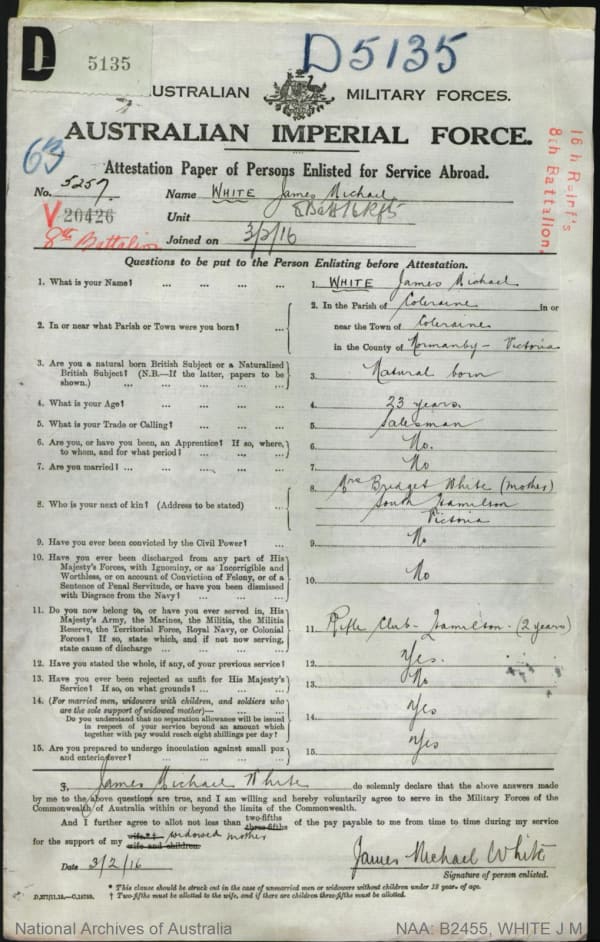 D 5135
D5135
AUSTRALIAN MILITARY FORCES.
AUSTRALIAN IMPERIAL FORCE.
63
Attestation Paper of Persons Enlisted for Service Abroad.
16th Reinf's
8th Battalion.
No. 5257. Name WHITE James Michael
V 20426 Unit 8 Batt 16 Rfts
8th Battalion Joined on 3/2/16
Questions to be put to the Person Enlisting before Attestation.
1. What is your Name? ... ... ... 1. WHITE James Michael
2. In or near what Parish or Town were you born? ... 2. In the Parish of Coleraine in or
near the Town of Coleraine
in the County of Normanby - Victoria
3. Are you a natural born British Subject or a Naturalized
British Subject? (N.B.—If the latter, papers to be
shown.) ... ... ... ... 3. Natural born
4. What is your Age? ... ... ... 4. 23 years.
5. What is your Trade or Calling? ... ... ... 5. Salesman
6. Are you, or have you been, an Apprentice? If so, where,
to whom, and for what period? ... ... ... 6. No.
7. Are you married? ... ... ... ... 7. No
8. Who is your next of kin? (Address to be stated) ... 8. Mrs Bridget White (mother)
South Hamilton
Victoria
9. Have you ever been convicted by the Civil Power? ... 9. No
10. Have you ever been discharged from any part of His
Majesty's Forces, with Ignominy, or as Incorrigible and
Worthless, or on account of Conviction of Felony, or of a
Sentence of Penal Servitude, or have you been dismissed
with Disgrace from the Navy? ... ... ... 10. No
11. Do you now belong to, or have you ever served in, His
Majesty's Army, the Marines, the Militia, the Militia
Reserve, the Territorial Force, Royal Navy, or Colonial
Forces? If so, state which, and if not now serving,
state cause of discharge ... ... ... 11. Rifle Club - Hamilton - (2 years)
12. Have you stated the whole, if any, of your previous service? 12. Yes.
13. Have you ever been rejected as unfit for His Majesty's
Service? If so, on what grounds? ... ... 13. No
14. (For married men, widowers with children, and soldiers who
are the sole support of widowed mother)—
Do you understand that no separation allowance will be issued
in respect of your service beyond an amount which
together with pay would reach eight shillings per day? 14. Yes
15. Are you prepared to undergo inoculation against small pox
and enteric fever? ... ... ... 15. Yes
I, James Michael White do solemnly declare that the above answers made
by me to the above questions are true, and I am willing and hereby voluntarily agree to serve in the Military Forces of the
Commonwealth of Australia within or beyond the limits of the Commonwealth.
* And I further agree to allot not less than two-fifths three-fifths of the pay payable to me from time to time during my service
for the support of my wife*† wife and children widowed mother
Date 3/2/16 James Michael White
Signature of person enlisted.
* This clause should be struck out in the case of unmarried men or widowers without children under 18 year. of age.
† Two-fifths must be allotted to the wife, and if there are children three-fifths must be allotted.
National Archives of Australia NAA: B2455, WHITE J M